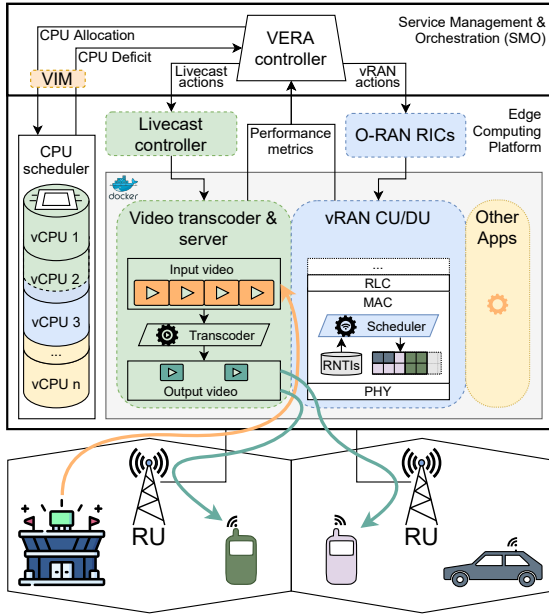 CPU Allocation
CPU Deficit
VERA
controller
Service Management &
Orchestration (SMO)
VIM
Livecast
actions
vRAN
actions
Edge
Computing
Platform
CPU
scheduler
Livecast
controller
Performance
metrics
O-RAN RICs
docker
vCPU 1
vCPU 2
vCPU 3
...
vCPU n
Video transcoder &
server
Input video
Transcoder
Output video
vRAN CU/DU
...
RLC
MAC
Scheduler
RNTIs
PHY
Other
Apps
RU
RU